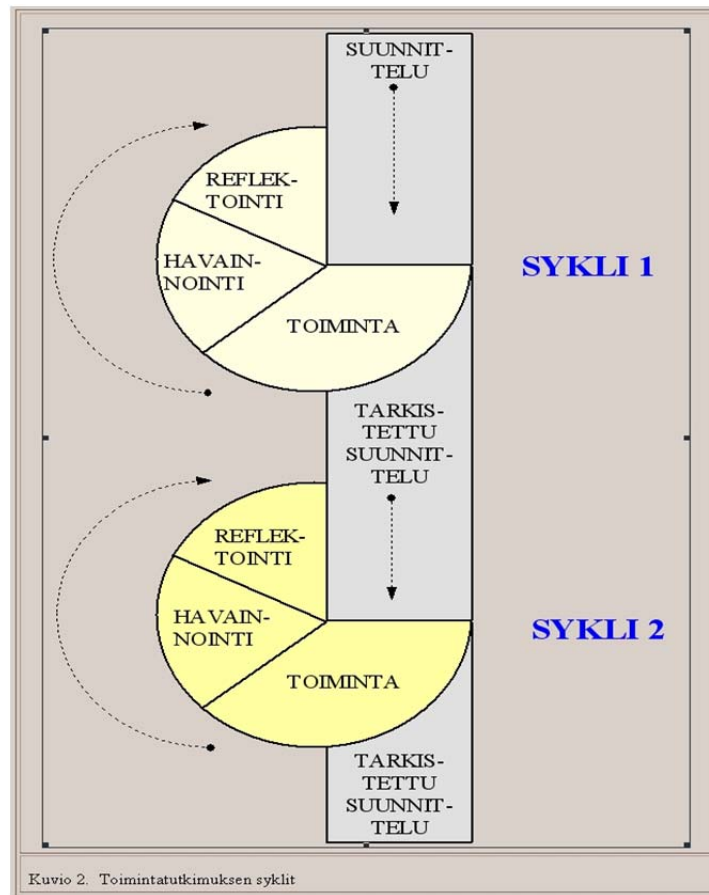 SUUNNIT-
TELU
REFLEK-
TOINTI
HAVAIN-
NOINTI
TOIMINTA
SYKLI 1
TARKIS-
TETTU
SUUNNIT-
TELU
REFLEK-
TOINTI
HAVAIN-
NOINTI
TOIMINTA
SYKLI 2
TARKIS-
TETTU
SUUNNIT-
TELU
Kuvio 2. Toimintatutkimuksen syklit